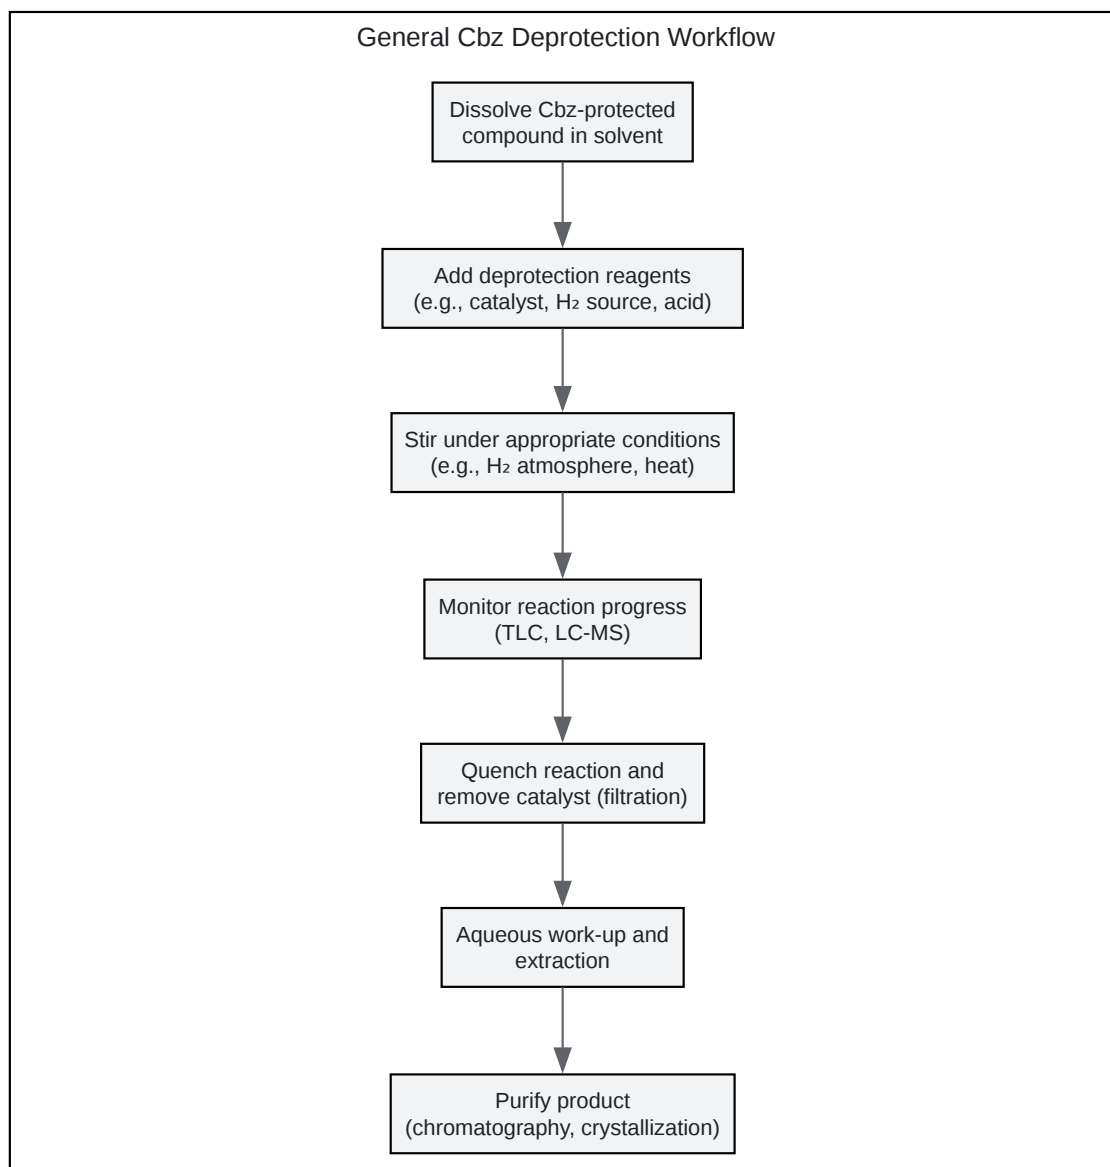 General Cbz Deprotection Workflow
Dissolve Cbz-protected
compound in solvent
Add deprotection reagents
(e.g., catalyst, H₂ source, acid)
Stir under appropriate conditions
(e.g., H₂ atmosphere, heat)
Monitor reaction progress
(TLC, LC-MS)
Quench reaction and
remove catalyst (filtration)
Aqueous work-up and
extraction
Purify product
(chromatography, crystallization)